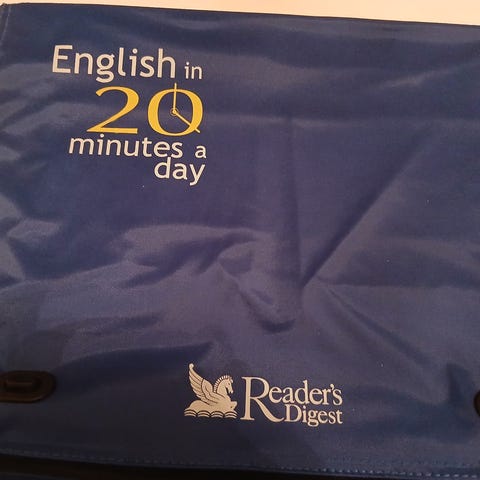 English in
20
minutes a
day
Reader's
Digest